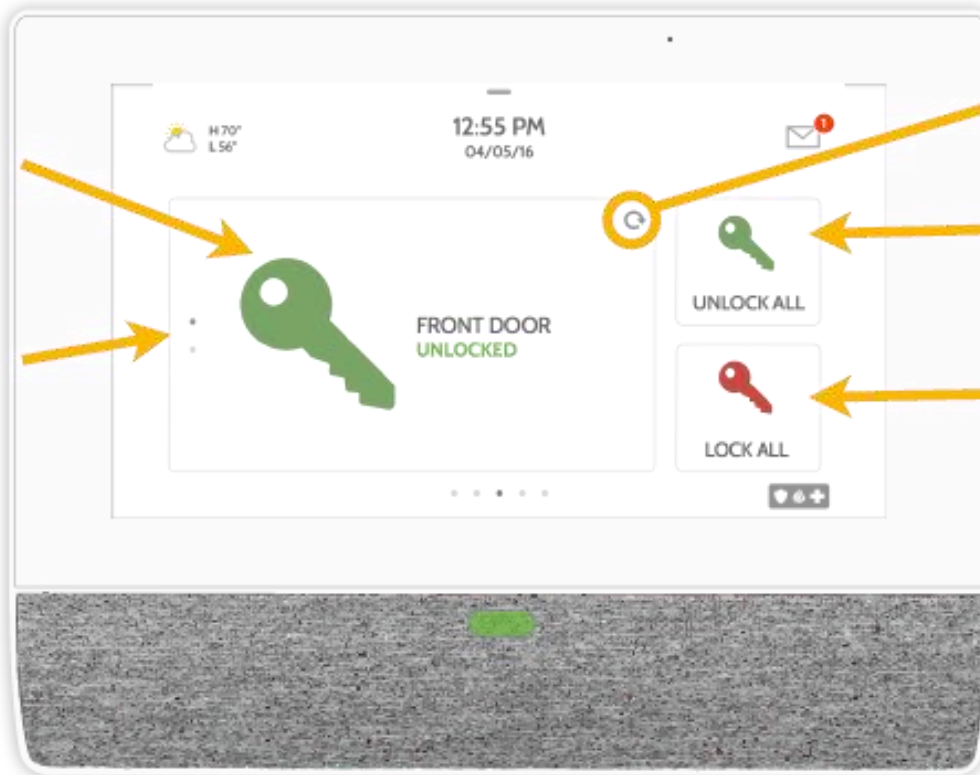 H 70°
L 56°
12:55 PM
04/05/16
1
FRONT DOOR
UNLOCKED
UNLOCK ALL
LOCK ALL